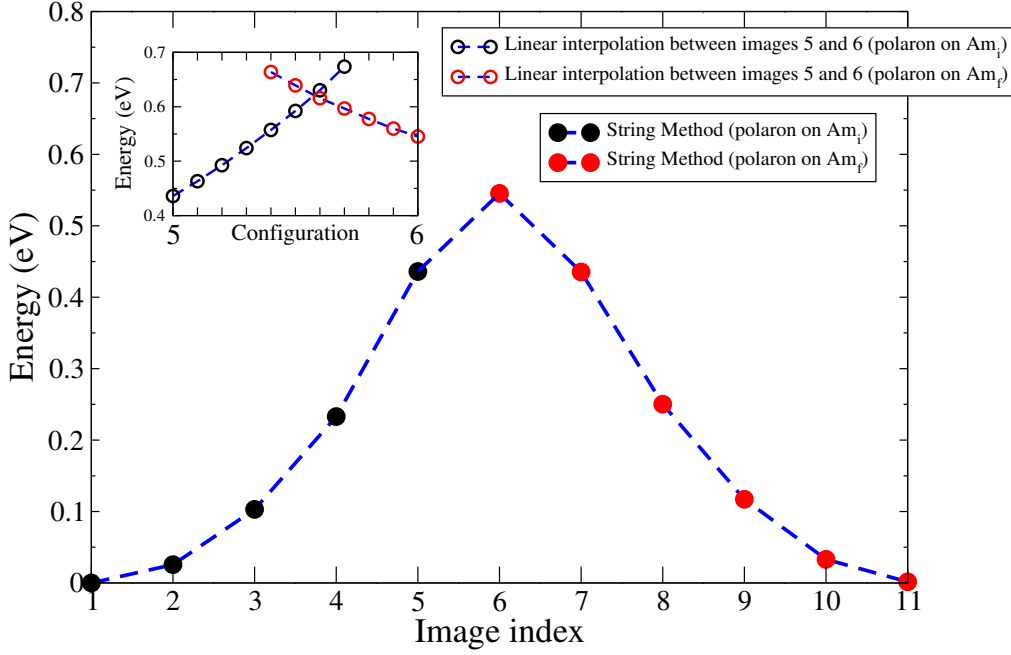 0.8
0.7
0.6
0.5
0.4
0.3
0.2
0.1
0
Energy (eV)
1 2 3 4 5 6 7 8 9 10 11
Image index
Linear interpolation between images 5 and 6 (polaron on Am_i)
Linear interpolation between images 5 and 6 (polaron on Am_f)
String Method (polaron on Am_i)
String Method (polaron on Am_f)
0.7
0.6
0.5
0.4
Energy (eV)
5 6
Configuration